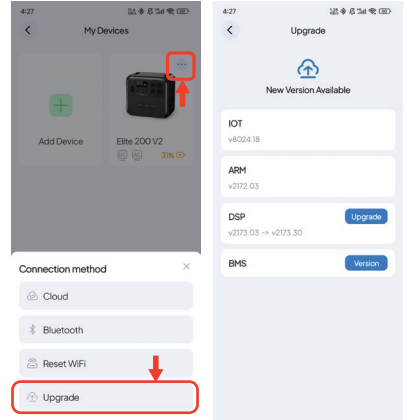 4:27
My Devices
Add Device
Elite 200 V2
31%
Connection method
Cloud
Bluetooth
Reset WiFi
Upgrade
4:27
Upgrade
New Version Available
IOT
v8024.18
ARM
v2172.03
DSP
Upgrade
v2173.03 -> v2173.30
BMS
Version